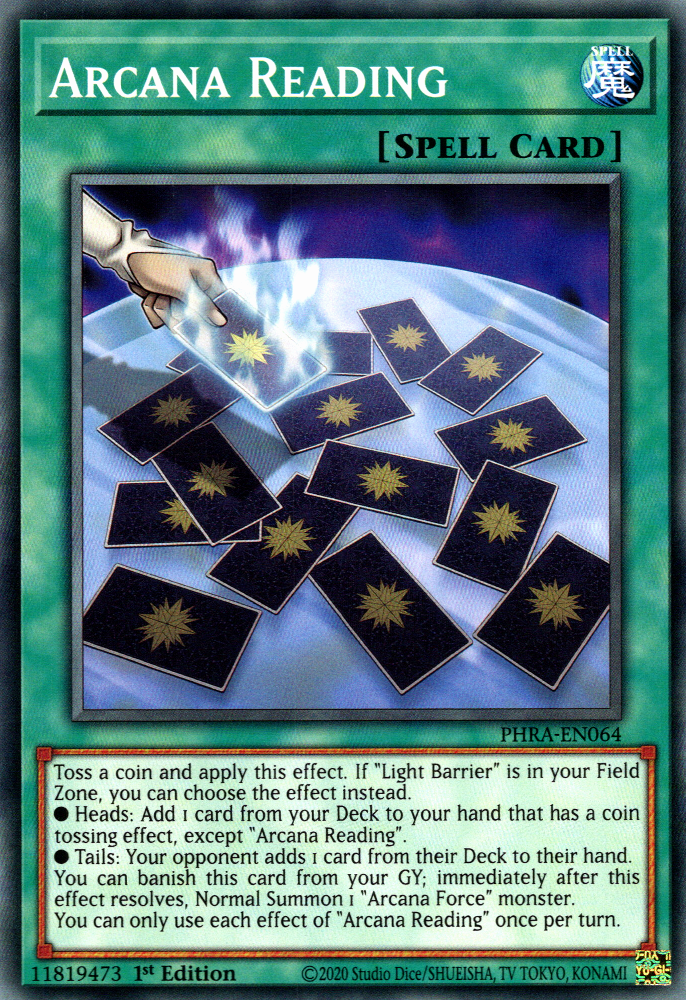 ARCANA READING
SPELL
魔
[SPELL CARD]
PHRA-EN064
Toss a coin and apply this effect. If "Light Barrier" is in your Field
Zone, you can choose the effect instead.
● Heads: Add 1 card from your Deck to your hand that has a coin
tossing effect, except "Arcana Reading".
● Tails: Your opponent adds 1 card from their Deck to their hand.
You can banish this card from your GY; immediately after this
effect resolves, Normal Summon 1 "Arcana Force" monster.
You can only use each effect of "Arcana Reading" once per turn.
11819473 1st Edition ©2020 Studio Dice/SHUEISHA, TV TOKYO, KONAMI